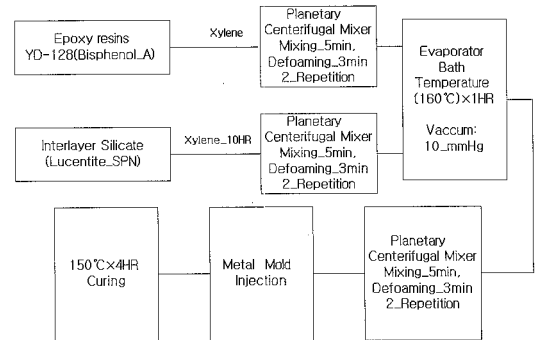 Epoxy resins
YD-128(Bisphenol_A)
Xylene
Planetary
Centerifugal Mixer
Mixing_5min,
Defoaming_3min
2_Repetition
Evaporator
Bath
Temperature
(160℃)×1HR
Vaccum:
10_mmHg
Interlayer Silicate
(Lucentite_SPN)
Xylene_10HR
Planetary
Centerifugal Mixer
Mixing_5min,
Defoaming_3min
2_Repetition
150℃×4HR
Curing
Metal Mold
Injection
Planetary
Centerifugal Mixer
Mixing_5min,
Defoaming_3min
2_Repetition